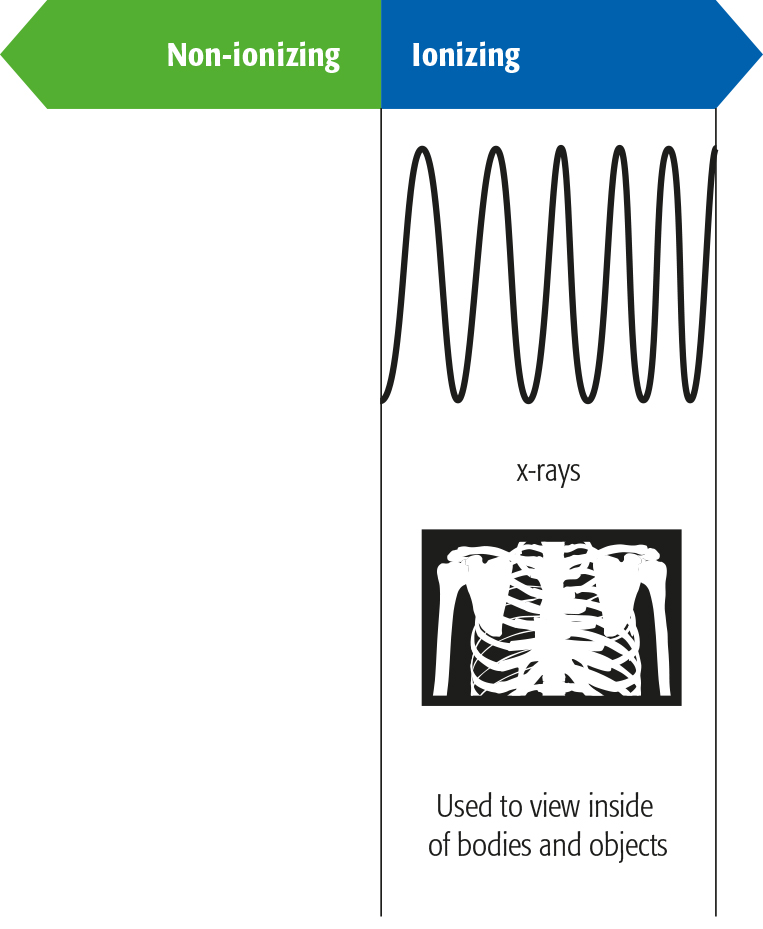 Non-ionizing
Ionizing
x-rays
Used to view inside
of bodies and objects